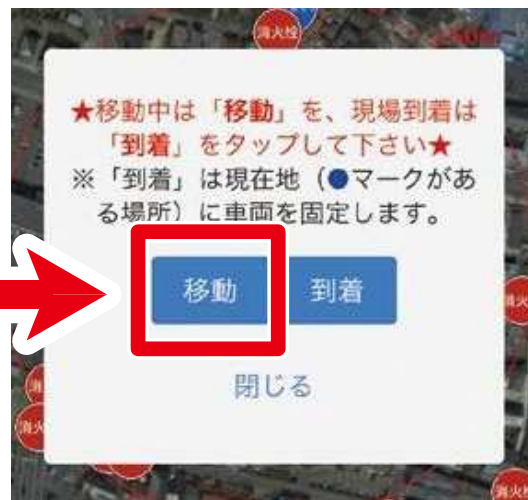 消火栓
★移動中は「移動」を、現場到着は
「到着」をタップして下さい★
※「到着」は現在地（●マークがあ
る場所）に車両を固定します。
移動 到着
閉じる